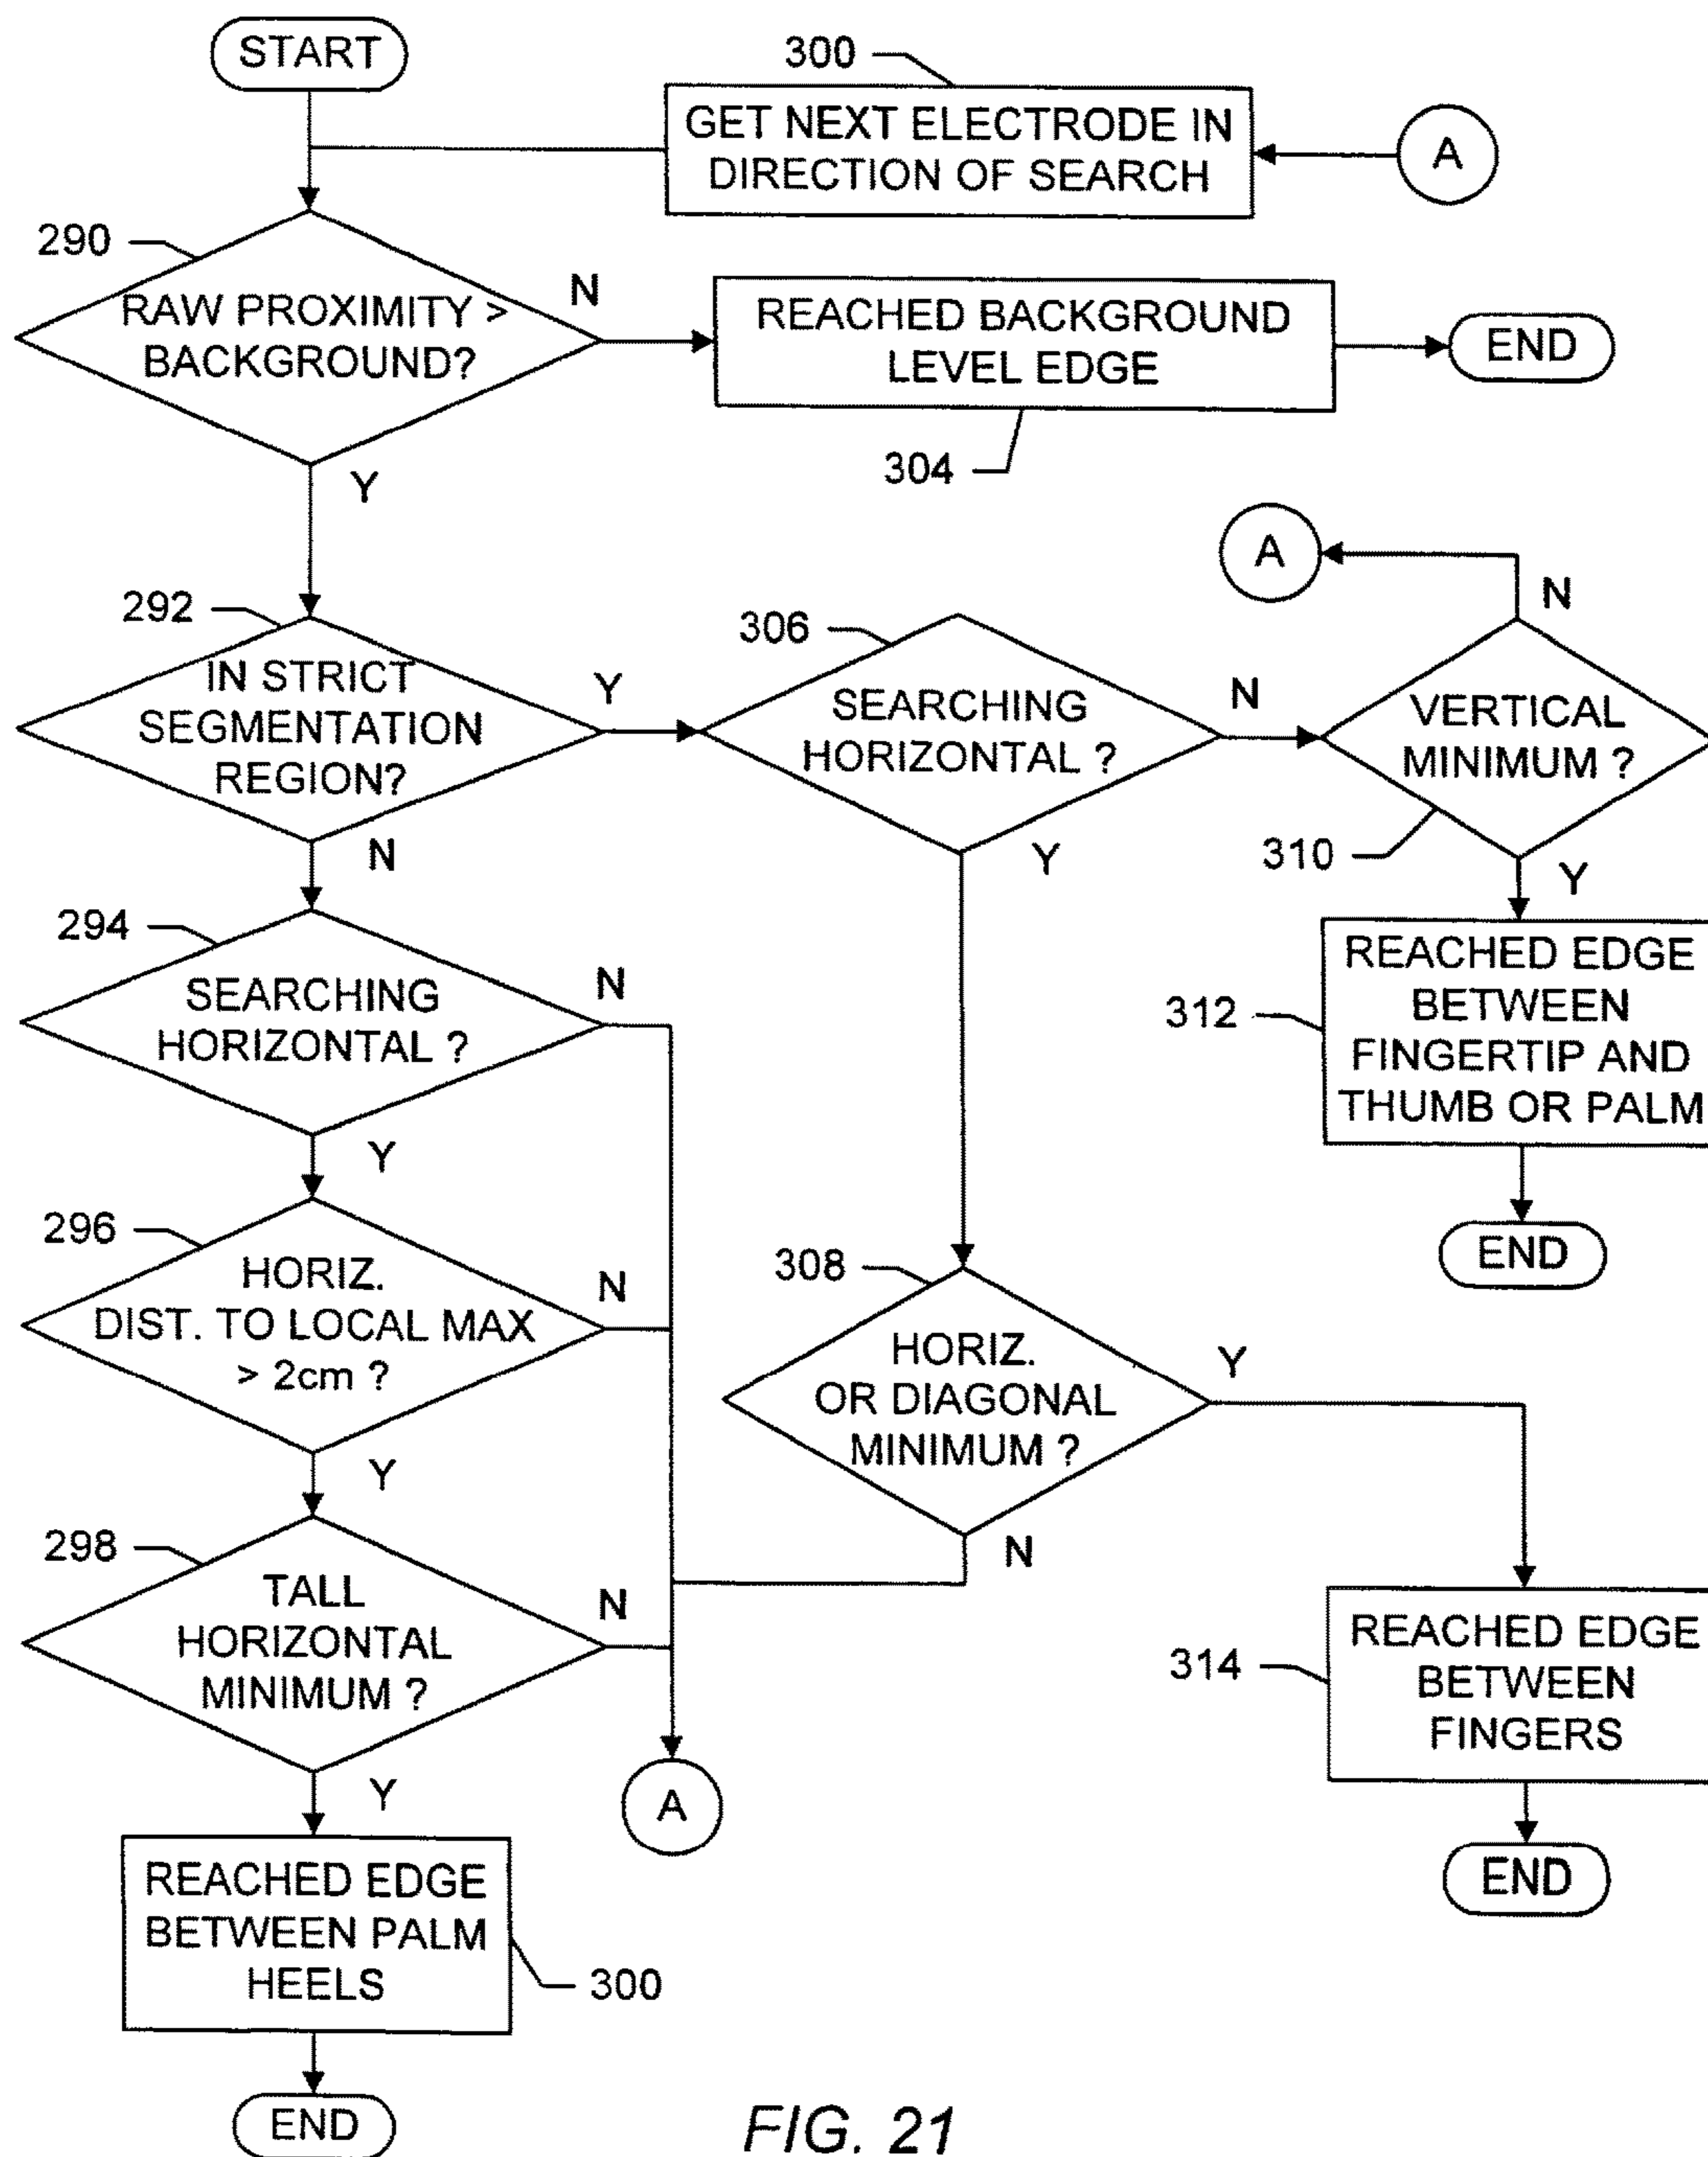 START
300
GET NEXT ELECTRODE IN
DIRECTION OF SEARCH
A
290
RAW PROXIMITY >
BACKGROUND?
N
REACHED BACKGROUND
LEVEL EDGE
END
304
Y
A
N
292
IN STRICT
SEGMENTATION
REGION?
Y
306
SEARCHING
HORIZONTAL ?
N
VERTICAL
MINIMUM ?
310
N
Y
Y
294
SEARCHING
HORIZONTAL ?
N
312
REACHED EDGE
BETWEEN
FINGERTIP AND
THUMB OR PALM
Y
END
296
HORIZ.
DIST. TO LOCAL MAX
> 2cm ?
N
308
HORIZ.
OR DIAGONAL
MINIMUM ?
Y
Y
298
TALL
HORIZONTAL
MINIMUM ?
N
N
314
REACHED EDGE
BETWEEN
FINGERS
Y
A
END
REACHED EDGE
BETWEEN PALM
HEELS
300
END
FIG. 21